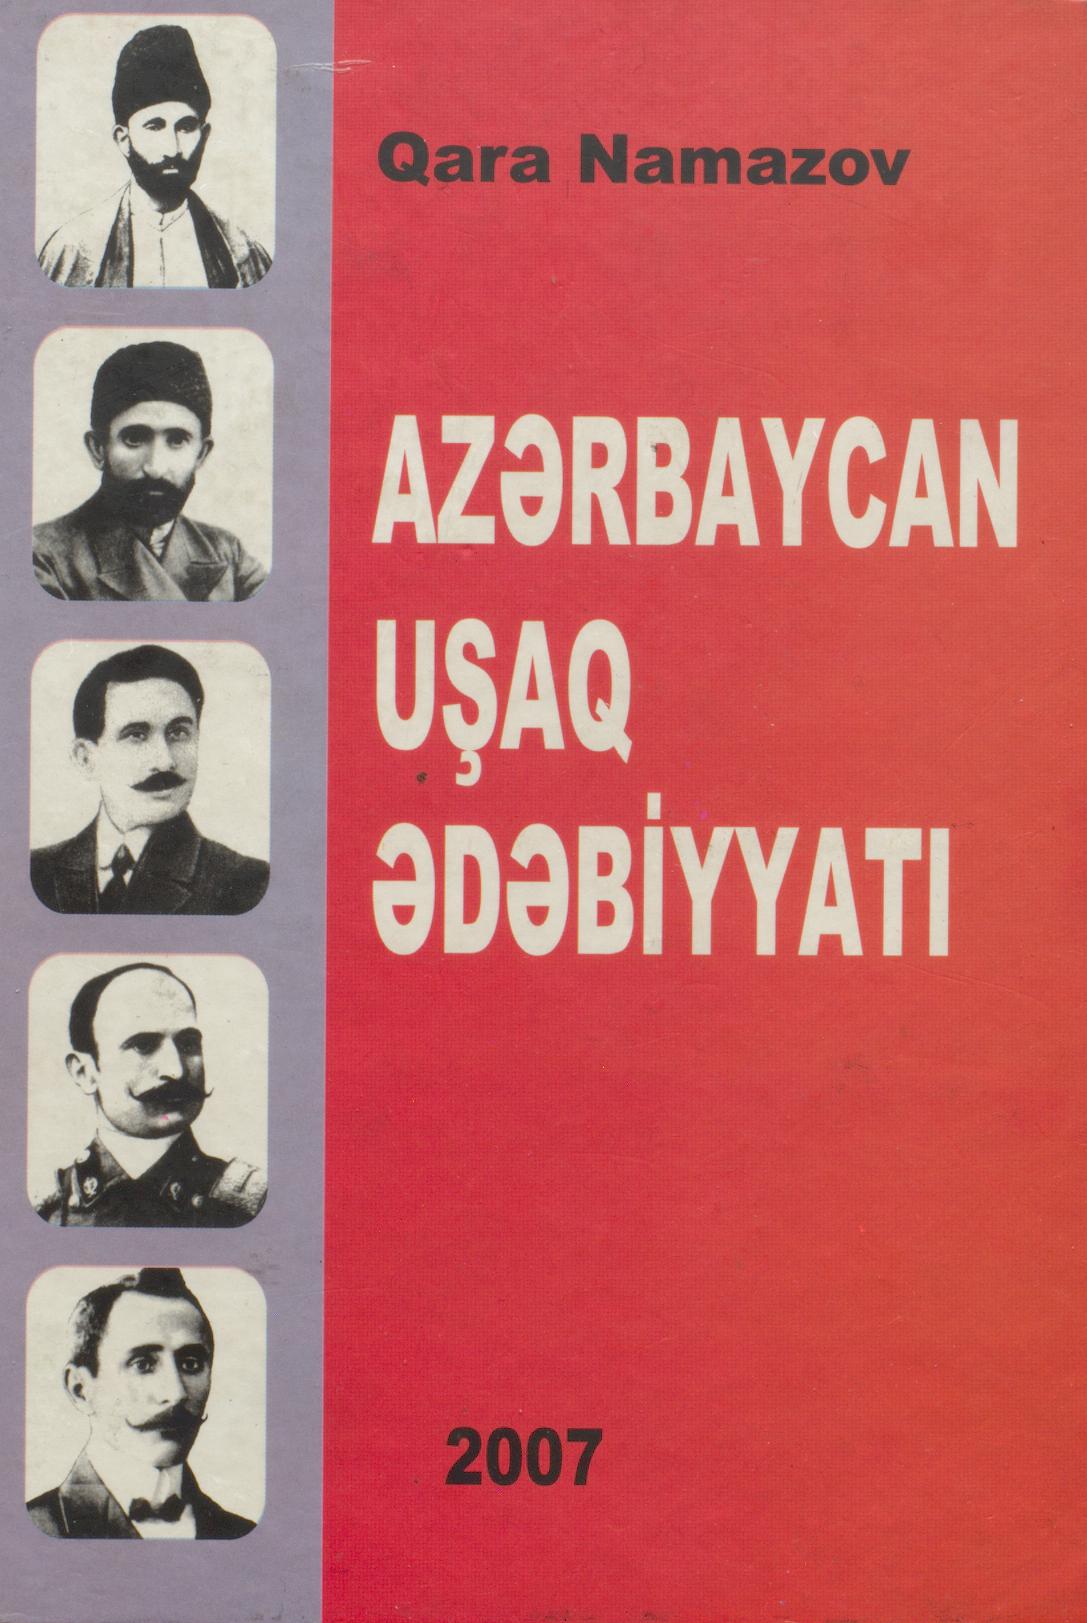 Qara Namazov
AZƏRBAYCAN
UŞAQ
ƏDƏBİYYATI
2007